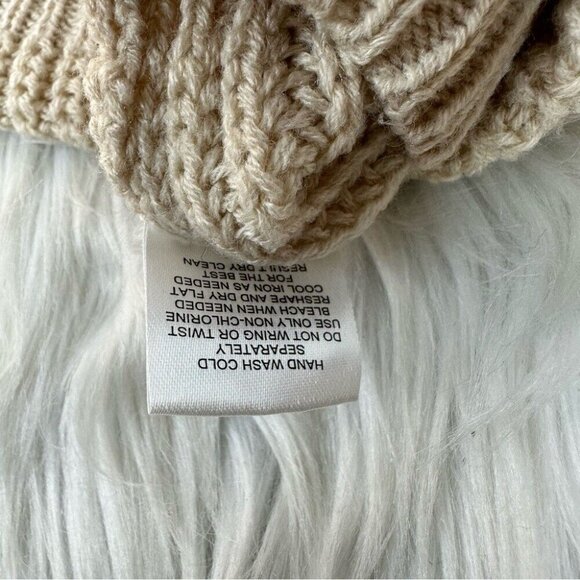 HAND WASH COLD
SEPARATELY
DO NOT WRING OR TWIST
USE ONLY NON-CHLORINE
BLEACH WHEN NEEDED
RESHAPE AND DRY FLAT
COOL IRON AS NEEDED
FOR THE BEST
RESULT DRY CLEAN